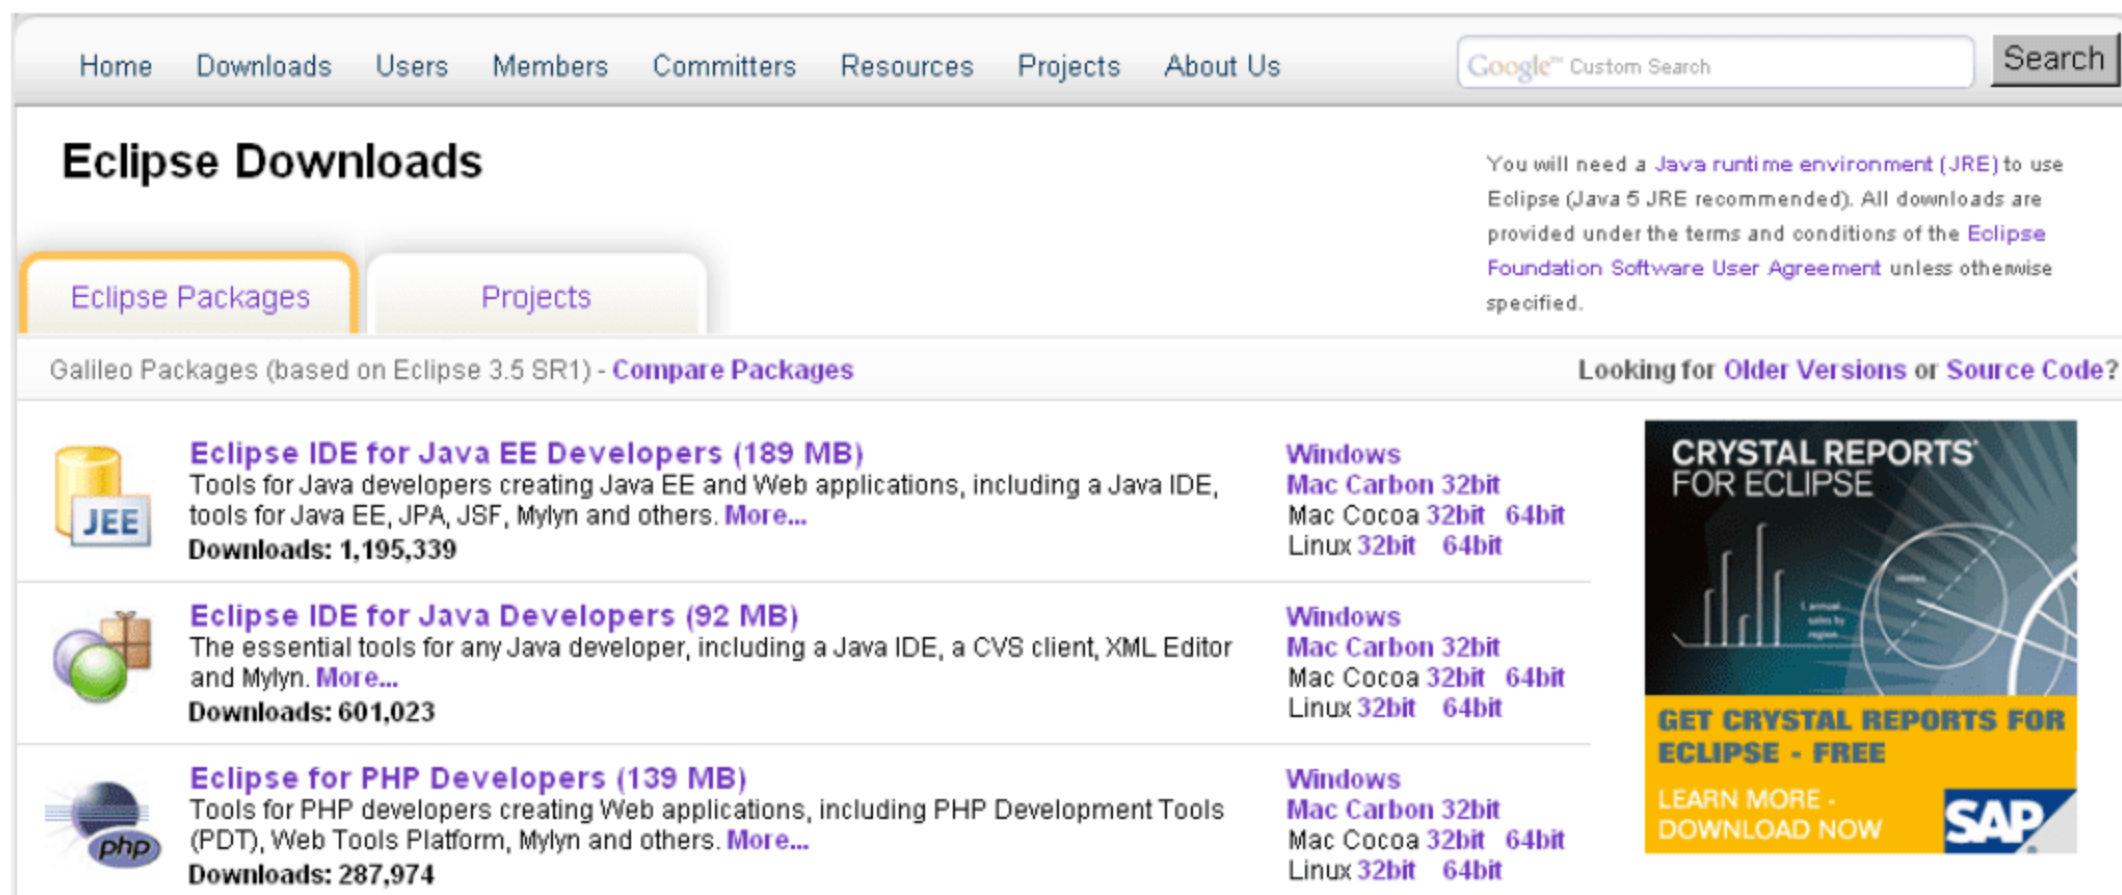 Home Downloads Users Members Committers Resources Projects About Us Google™ Custom Search Search
Eclipse Downloads
You will need a Java runtime environment (JRE) to use
Eclipse (Java 5 JRE recommended). All downloads are
provided under the terms and conditions of the Eclipse
Foundation Software User Agreement unless otherwise
specified.
Eclipse Packages Projects
Galileo Packages (based on Eclipse 3.5 SR1) - Compare Packages
Looking for Older Versions or Source Code?
JEE
Eclipse IDE for Java EE Developers (189 MB)
Tools for Java developers creating Java EE and Web applications, including a Java IDE,
tools for Java EE, JPA, JSF, Mylyn and others. More...
Downloads: 1,195,339
Windows
Mac Carbon 32bit
Mac Cocoa 32bit 64bit
Linux 32bit 64bit
Eclipse IDE for Java Developers (92 MB)
The essential tools for any Java developer, including a Java IDE, a CVS client, XML Editor
and Mylyn. More...
Downloads: 601,023
Windows
Mac Carbon 32bit
Mac Cocoa 32bit 64bit
Linux 32bit 64bit
php
Eclipse for PHP Developers (139 MB)
Tools for PHP developers creating Web applications, including PHP Development Tools
(PDT), Web Tools Platform, Mylyn and others. More...
Downloads: 287,974
Windows
Mac Carbon 32bit
Mac Cocoa 32bit 64bit
Linux 32bit 64bit
CRYSTAL REPORTS
FOR ECLIPSE
annual
sales by
region
GET CRYSTAL REPORTS FOR
ECLIPSE - FREE
LEARN MORE -
DOWNLOAD NOW
SAP